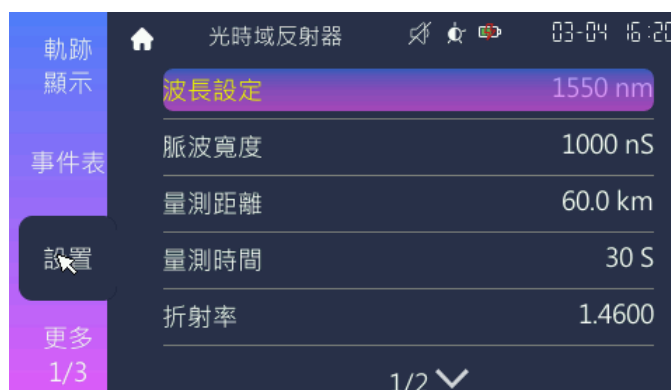 光時域反射器
03-04 16:20
軌跡
顯示
事件表
設置
更多
1/3
波長設定 1550 nm
脈波寬度 1000 nS
量測距離 60.0 km
量測時間 30 S
折射率 1.4600
1/2